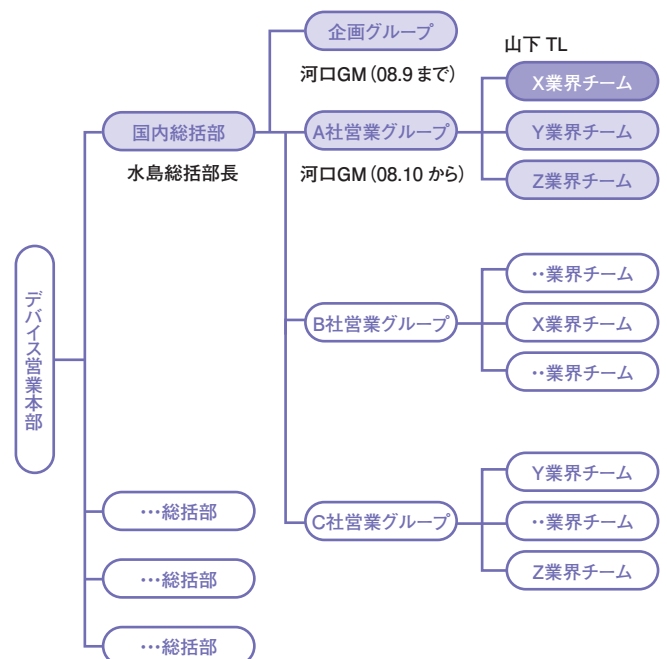 企画グループ
河口GM（08.9 まで）
山下 TL
X業界チーム
国内総括部
A社営業グループ
Y業界チーム
水島総括部長
河口GM（08.10 から）
Z業界チーム
デバイス営業本部
‥業界チーム
B社営業グループ
X業界チーム
‥業界チーム
Y業界チーム
…総括部
C社営業グループ
‥業界チーム
…総括部
Z業界チーム
…総括部